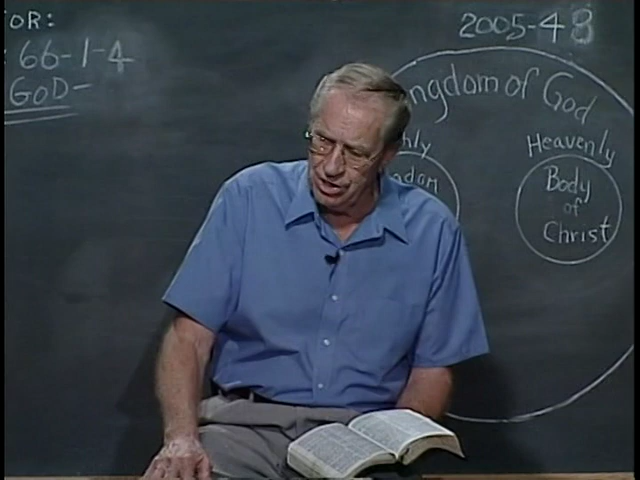 OR:
66-1-4
GOD-
2005-48
ngdom of God
hly
adom
Heavenly
Body
of
Christ